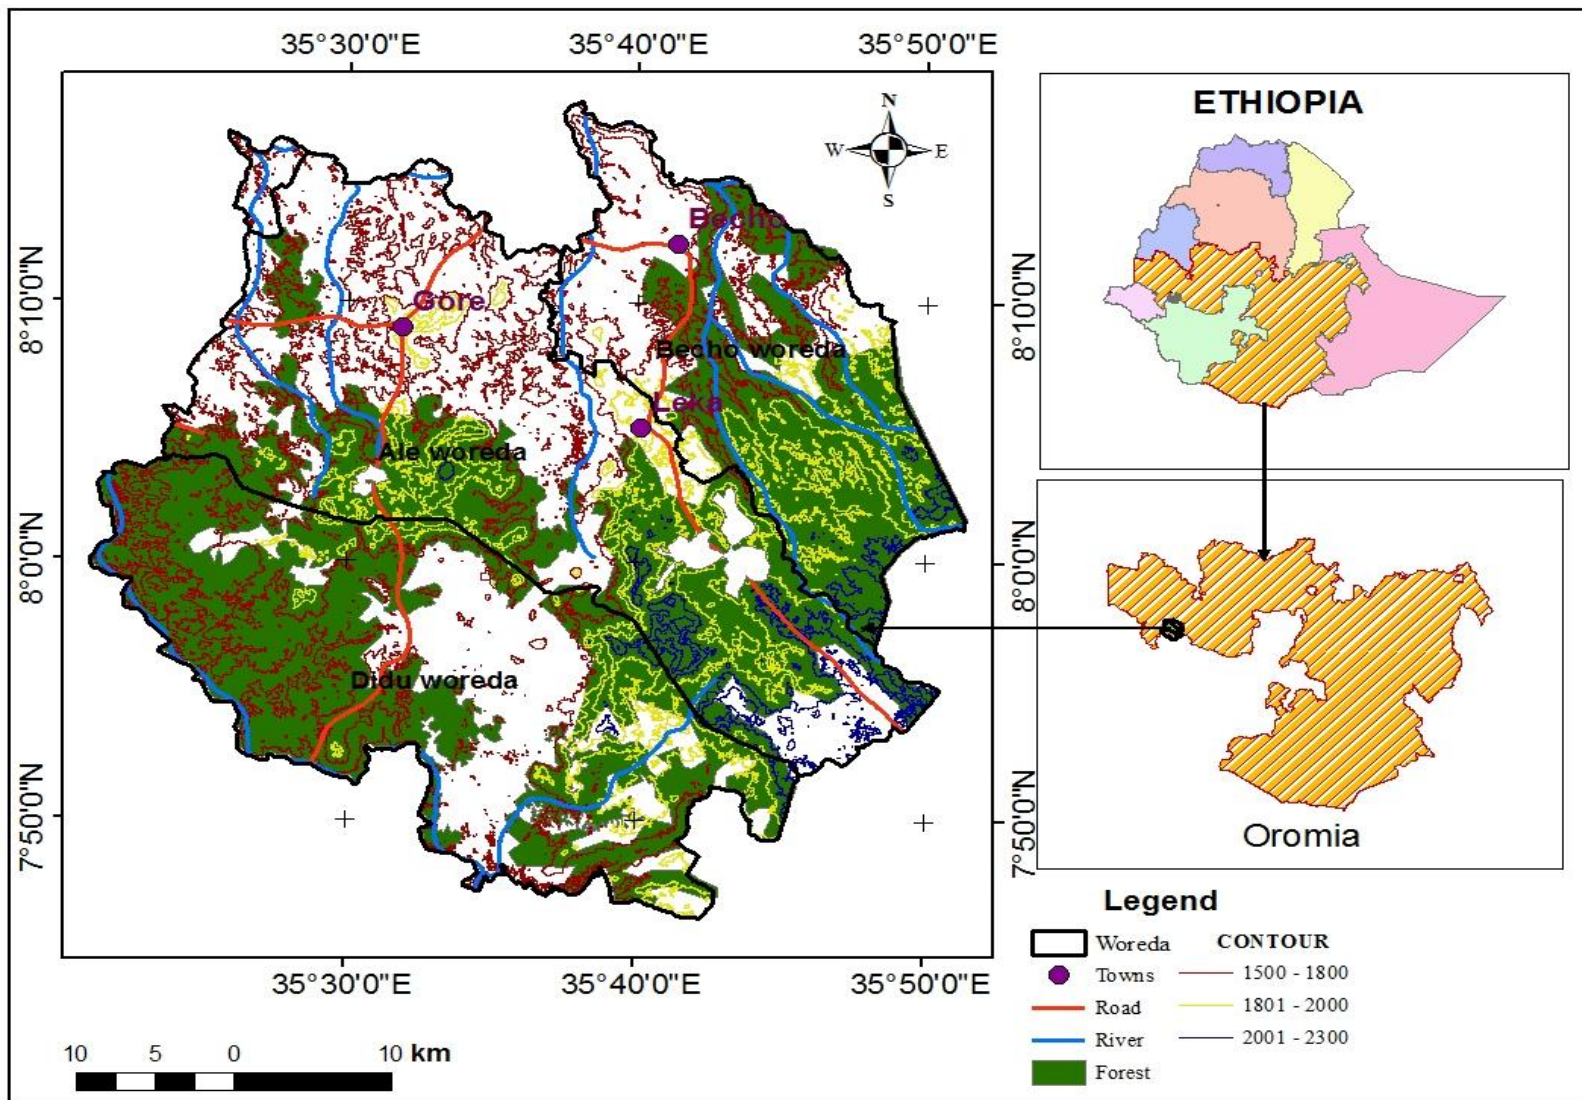 35°30'0"E 35°40'0"E 35°50'0"E
ETHIOPIA
N
W E
S
Becho
8°10'0"N
8°10'0"N
Gore
Becho woreda
Leka
Ale woreda
8°0'0"N
8°0'0"N
Didu woreda
7°50'0"N
7°50'0"N
Oromia
35°30'0"E 35°40'0"E 35°50'0"E
Legend
Woreda
Towns
Road
River
Forest
CONTOUR
1500 - 1800
1801 - 2000
2001 - 2300
10 5 0 10 km